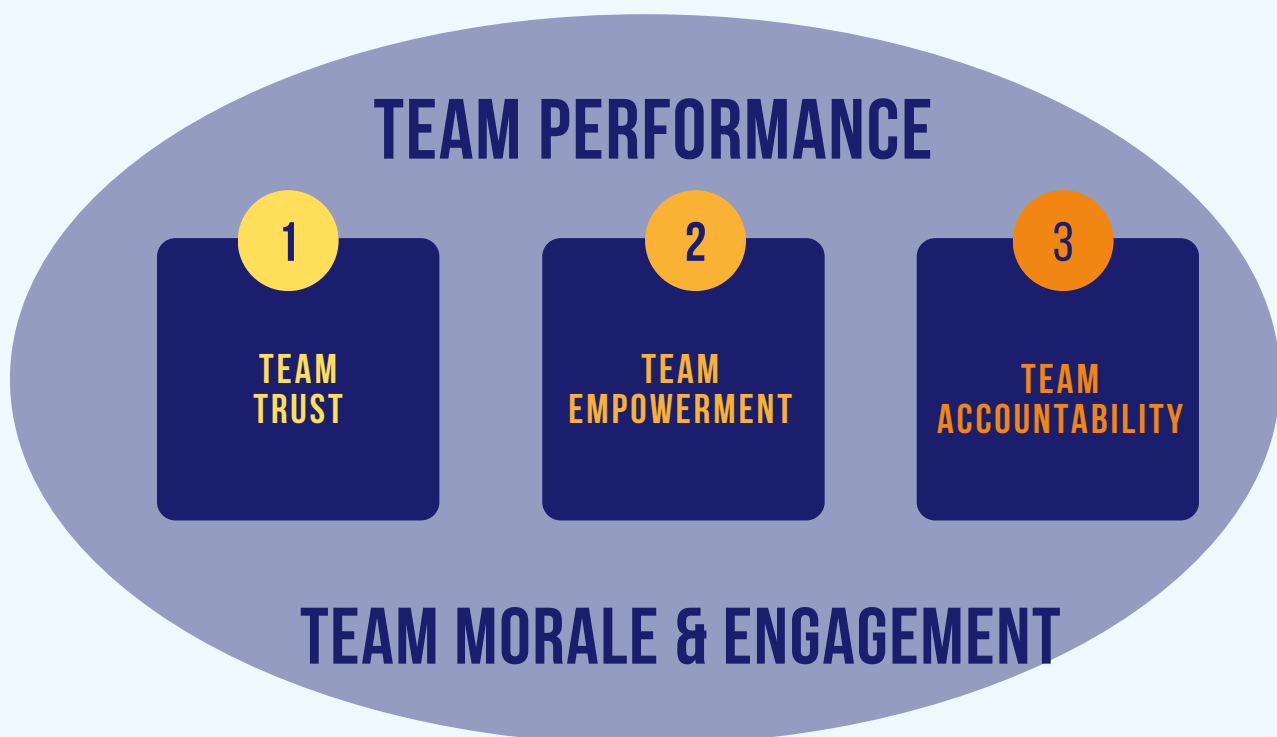 TEAM PERFORMANCE
1
TEAM
TRUST
2
TEAM
EMPOWERMENT
3
TEAM
ACCOUNTABILITY
TEAM MORALE & ENGAGEMENT